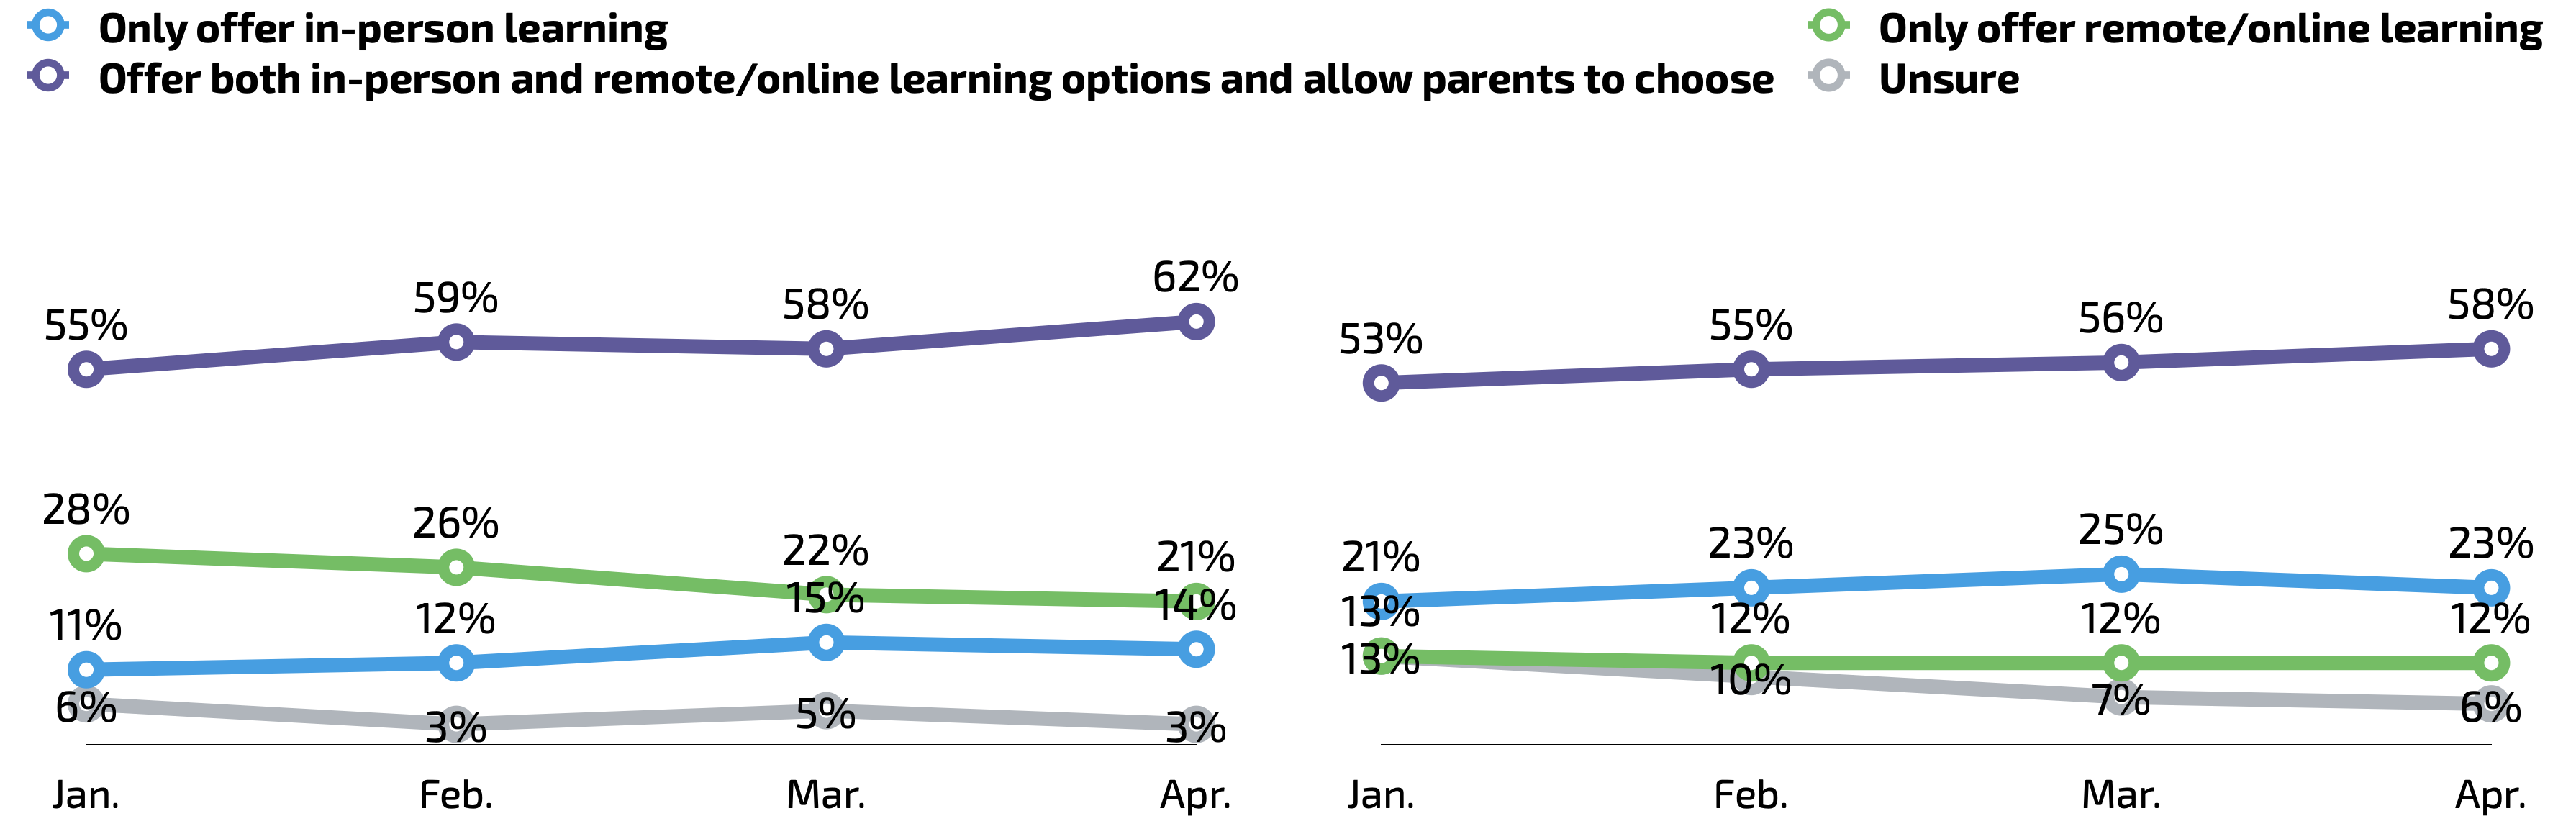 Only offer in-person learning
Only offer remote/online learning
Offer both in-person and remote/online learning options and allow parents to choose
Unsure
55%
59%
58%
62%
28%
26%
22%
21%
11%
12%
15%
14%
6%
3%
5%
3%
Jan.
Feb.
Mar.
Apr.
53%
55%
56%
58%
21%
23%
25%
23%
13%
12%
12%
12%
13%
10%
7%
6%
Jan.
Feb.
Mar.
Apr.